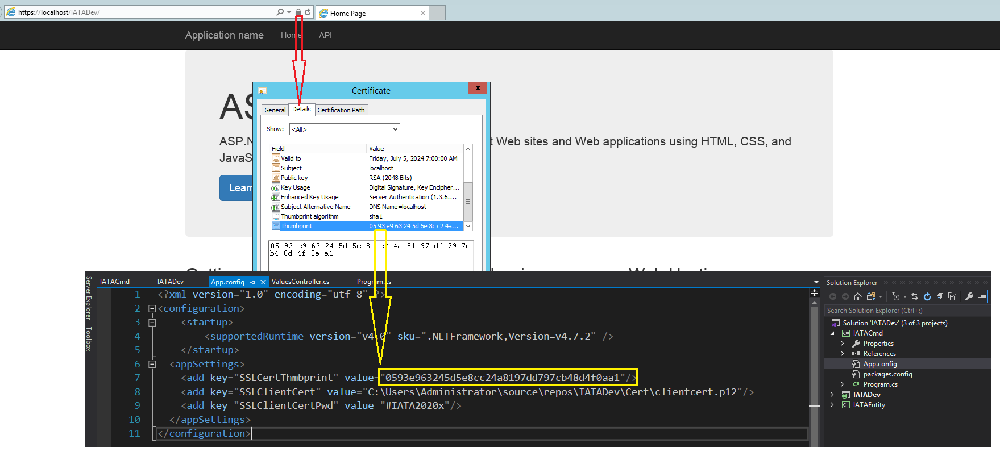 https://localhost/IATADev/
Home Page
Application name Home API
Certificate
General Details Certification Path
Show: <All>
Field Value
Valid to Friday, July 5, 2024 7:00:00 AM
Subject localhost
Public key RSA (2048 Bits)
Key Usage Digital Signature, Key Encipher...
Enhanced Key Usage Server Authentication (1.3.6....
Subject Alternative Name DNS Name=localhost
Thumbprint algorithm sha1
Thumbprint 05 93 e9 63 24 5d 5e 8c c2 4a...
05 93 e9 63 24 5d 5e 8c c2 4a 81 97 dd 79 7c
b4 8d 4f 0a a1
AS
ASP.N t Web sites and Web applications using HTML, CSS, and
JavaS
Learn
Web Hosting
Server Explorer
Toolbox
IATACmd IATADev App.config ValuesController.cs Program.cs
1 <?xml version="1.0" encoding="utf-8" ?>
2 <configuration>
3 <startup>
4 <supportedRuntime version="v4.0" sku=".NETFramework,Version=v4.7.2" />
5 </startup>
6 <appSettings>
7 <add key="SSLCertThmbprint" value="0593e963245d5e8cc24a8197dd797cb48d4f0aa1"/>
8 <add key="SSLClientCert" value="C:\Users\Administrator\source\repos\IATADev\Cert\clientcert.p12"/>
9 <add key="SSLClientCertPwd" value="#IATA2020x"/>
10 </appSettings>
11 </configuration>
Solution Explorer
Search Solution Explorer (Ctrl+;)
Solution 'IATADev' (3 of 3 projects)
IATACmd
Properties
References
App.config
packages.config
Program.cs
IATADev
IATAEntity